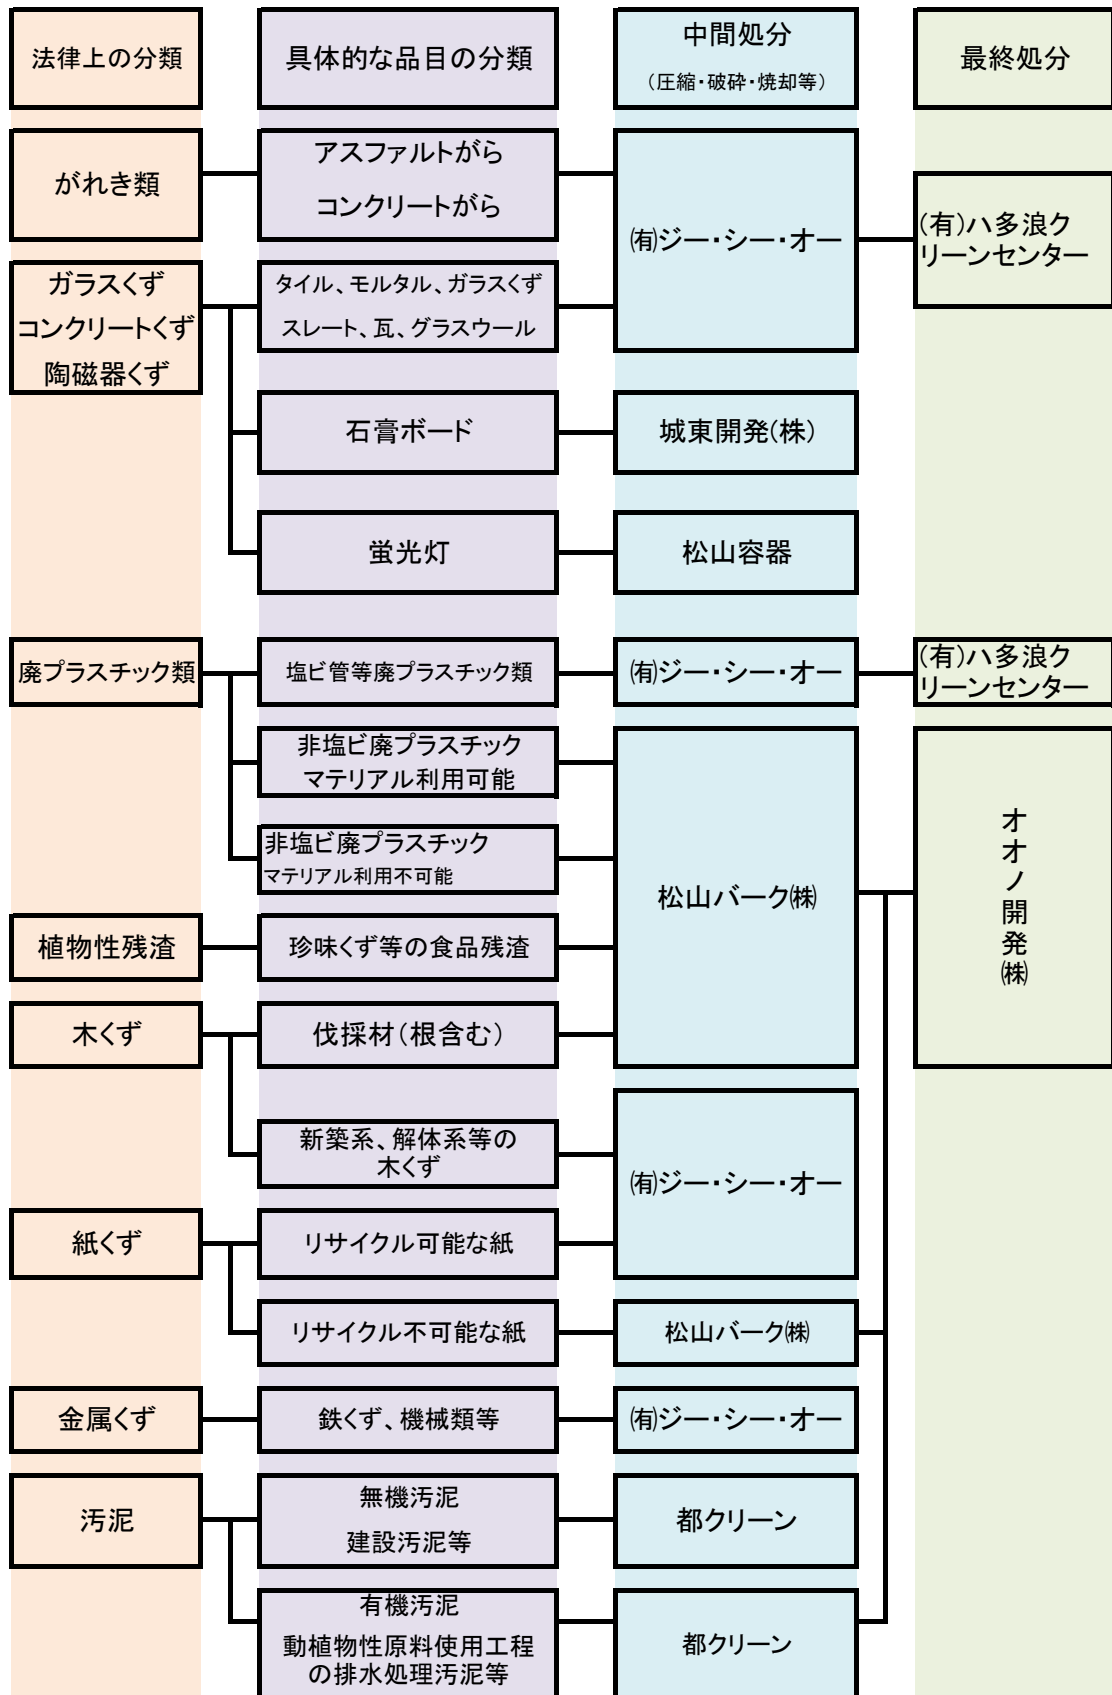 法律上の分類
具体的な品目の分類
中間処分
（圧縮・破砕・焼却等）
最終処分
がれき類
アスファルトがら
コンクリートがら
㈲ジー・シー・オー
(有)ハ多浪ク
リーンセンター
ガラスくず
コンクリートくず
陶磁器くず
タイル、モルタル、ガラスくず
スレート、瓦、グラスウール
石膏ボード
城東開発(株)
蛍光灯
松山容器
廃プラスチック類
塩ビ管等廃プラスチック類
㈲ジー・シー・オー
(有)ハ多浪ク
リーンセンター
非塩ビ廃プラスチック
マテリアル利用可能
非塩ビ廃プラスチック
マテリアル利用不可能
松山バーク㈱
オオノ開発㈱
植物性残渣
珍味くず等の食品残渣
木くず
伐採材（根含む）
新築系、解体系等の
木くず
㈲ジー・シー・オー
紙くず
リサイクル可能な紙
リサイクル不可能な紙
松山バーク㈱
金属くず
鉄くず、機械類等
㈲ジー・シー・オー
汚泥
無機汚泥
建設汚泥等
都クリーン
有機汚泥
動植物性原料使用工程
の排水処理汚泥等
都クリーン